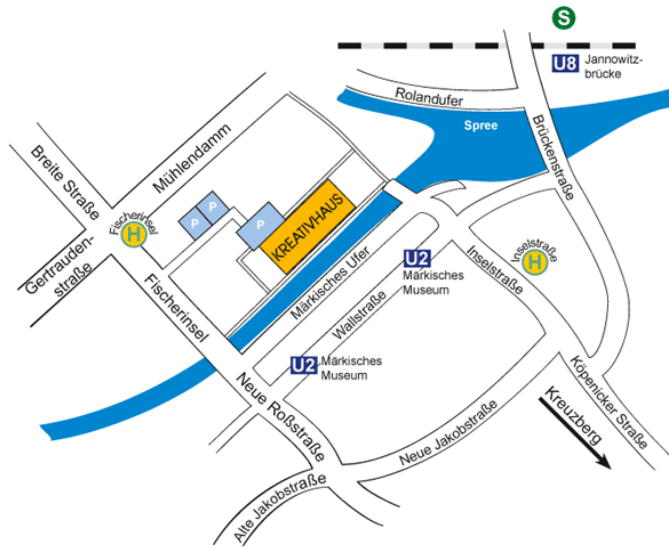 S
U8 Jannowitz-
brücke
Rolandufer
Spree
Brückenstraße
Breite Straße
Mühlendamm
P
P
P
KREATIVHAUS
Fischerinsel
H
Gertrauden-
straße
Fischerinsel
Märkisches Ufer
Wallstraße
U2
Märkisches
Museum
Inselstraße
Inselstraße
H
U2 Märkisches
Museum
Neue Roßstraße
Neue Jakobstraße
Alte Jakobstraße
Köpenicker Straße
Kreuzberg